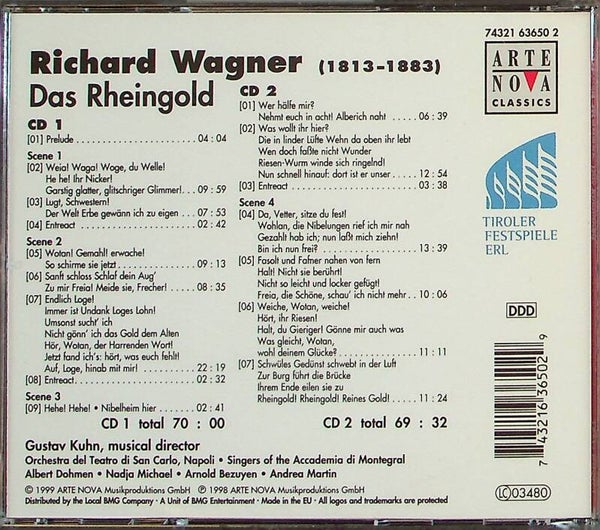 74321 63650 2
Richard Wagner (1813-1883)
Das Rheingold
CD 1
[01] Prelude 04 : 04
Scene 1
[02] Weia! Waga! Woge, du Welle!
He he! Ihr Nicker!
Garstig glatter, glitschriger Glimmer! 09 : 59
[03] Lugt, Schwestern!
Der Welt Erbe gewänn ich zu eigen 07 : 53
[04] Entreact 02 : 42
Scene 2
[05] Wotan! Gemahl! erwache!
So schirme sie jetzt 09 : 13
[06] Sanft schloss Schlaf dein Aug'
Zu mir Freia! Meide sie, Frecher! 08 : 35
[07] Endlich Loge!
Immer ist Undank Loges Lohn!
Umsonst sucht' ich
Nicht gönn' ich das Gold dem Alten
Hör, Wotan, der Harrenden Wort!
Jetzt fand ich's: hört, was euch fehlt!
Auf, Loge, hinab mit mir! 22 : 19
[08] Entreact 02 : 32
Scene 3
[09] Hehe! Hehe! • Nibelheim hier 02 : 41
CD 1 total 70 : 00
CD 2
[01] Wer hälfe mir?
Nehmt euch in acht! Alberich naht 06 : 39
[02] Was wollt ihr hier?
Die in linder Lüfte Wehn da oben ihr lebt
Wen doch faßte nicht Wunder
Riesen-Wurm winde sich ringelnd!
Nun schnell hinauf: dort ist er unser 12 : 54
[03] Entreact 03 : 38
Scene 4
[04] Da, Vetter, sitze du fest!
Wohlan, die Nibelungen rief ich mir nah
Gezahlt hab ich; nun laßt mich ziehn!
Bin ich nun frei? 13 : 39
[05] Fasolt und Fafner nahen von fern
Halt! Nicht sie berührt!
Nicht so leicht und locker gefügt!
Freia, die Schöne, schau' ich nicht mehr 10 : 06
[06] Weiche, Wotan, weiche!
Hört, ihr Riesen!
Halt, du Gieriger! Gönne mir auch was
Was gleicht, Wotan,
wohl deinem Glücke? 11 : 11
[07] Schwüles Gedünst schwebt in der Luft
Zur Burg führt die Brücke
Ihrem Ende eilen sie zu
Rheingold! Rheingold! Reines Gold! 11 : 24
CD 2 total 69 : 32
ARTE
NOVA
CLASSICS
TIROLER
FESTSPIELE
ERL
DDD
7 43216 36502 9
Gustav Kuhn, musical director
Orchestra del Teatro di San Carlo, Napoli • Singers of the Accademia di Montegral
Albert Dohmen • Nadja Michael • Arnold Bezuyen • Andrea Martin
© 1999 ARTE NOVA Musikproduktions GmbH ℗ 1998 ARTE NOVA Musikproduktions GmbH
Distributed by the Local BMG Company • A Unit of BMG Entertainment • Made in the EU • All logos and trademarks are protected
LC 03480